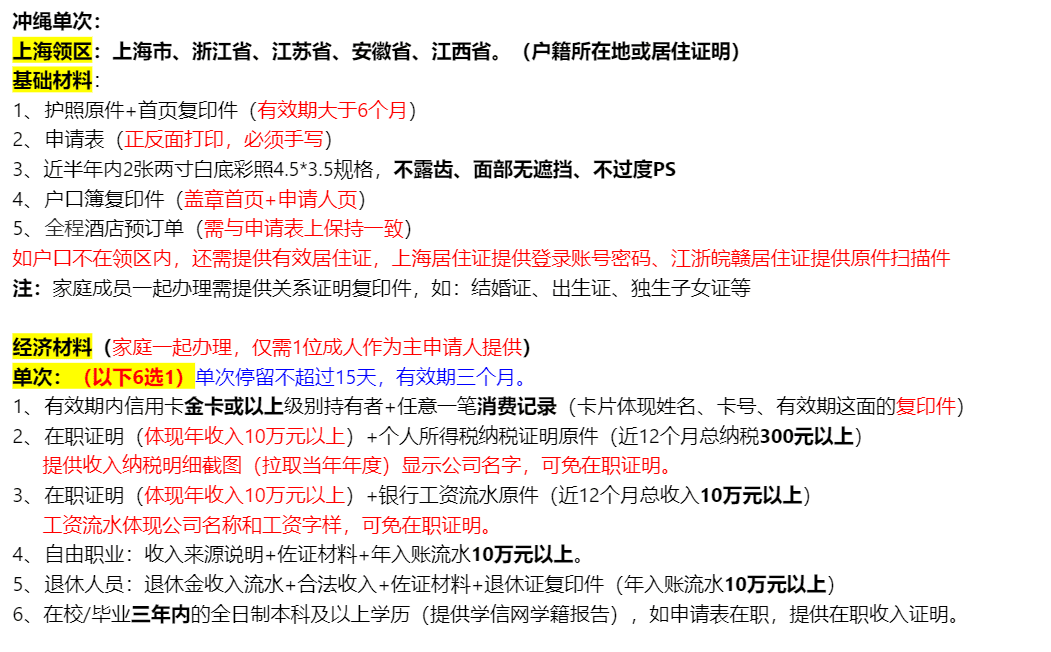 冲绳单次：
上海领区：上海市、浙江省、江苏省、安徽省、江西省。（户籍所在地或居住证明）
基础材料：
1、护照原件+首页复印件（有效期大于6个月）
2、申请表（正反面打印，必须手写）
3、近半年内2张两寸白底彩照4.5*3.5规格，不露齿、面部无遮挡、不过度PS
4、户口簿复印件（盖章首页+申请人页）
5、全程酒店预订单（需与申请表上保持一致）
如户口不在领区内，还需提供有效居住证，上海居住证提供登录账号密码、江浙皖赣居住证提供原件扫描件
注：家庭成员一起办理需提供关系证明复印件，如：结婚证、出生证、独生子女证等
经济材料（家庭一起办理，仅需1位成人作为主申请人提供）
单次：（以下6选1）单次停留不超过15天，有效期三个月。
1、有效期内信用卡金卡或以上级别持有者+任意一笔消费记录（卡片体现姓名、卡号、有效期这面的复印件）
2、在职证明（体现年收入10万元以上）+个人所得税纳税证明原件（近12个月总纳税300元以上）
提供收入纳税明细截图（拉取当年年度）显示公司名字，可免在职证明。
3、在职证明（体现年收入10万元以上）+银行工资流水原件（近12个月总收入10万元以上）
工资流水体现公司名称和工资字样，可免在职证明。
4、自由职业：收入来源说明+佐证材料+年入账流水10万元以上。
5、退休人员：退休金收入流水+合法收入+佐证材料+退休证复印件（年入账流水10万元以上）
6、在校/毕业三年内的全日制本科及以上学历（提供学信网学籍报告），如申请表在职，提供在职收入证明。